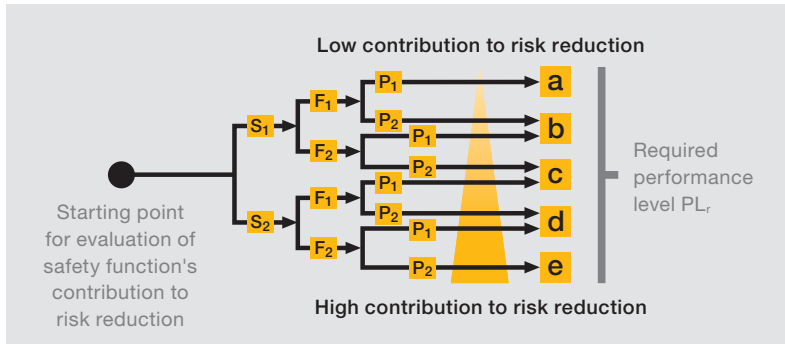 Low contribution to risk reduction
P1
a
F1
P2
b
S1
P1
F2
P2
c
Required
performance
level PLr
Starting point
for evaluation of
safety function's
contribution to
risk reduction
F1
P1
P2
d
S2
P1
F2
P2
e
High contribution to risk reduction